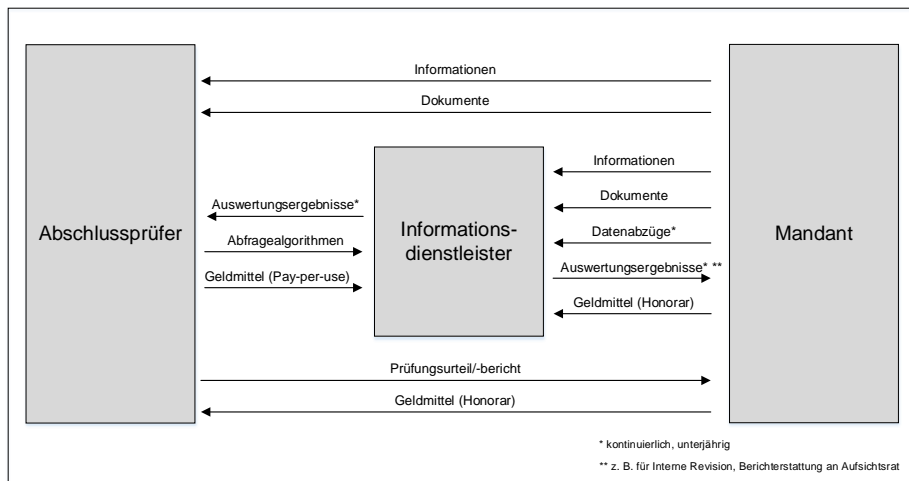 Informationen
Dokumente
Informationen
Dokumente
Auswertungsergebnisse*
Abschlussprüfer
Abfragealgorithmen
Geldmittel (Pay-per-use)
Informations-
dienstleister
Datenabzüge*
Auswertungsergebnisse* **
Geldmittel (Honorar)
Mandant
Prüfungsurteil/-bericht
Geldmittel (Honorar)
* kontinuierlich, unterjährig
** z. B. für Interne Revision, Berichterstattung an Aufsichtsrat